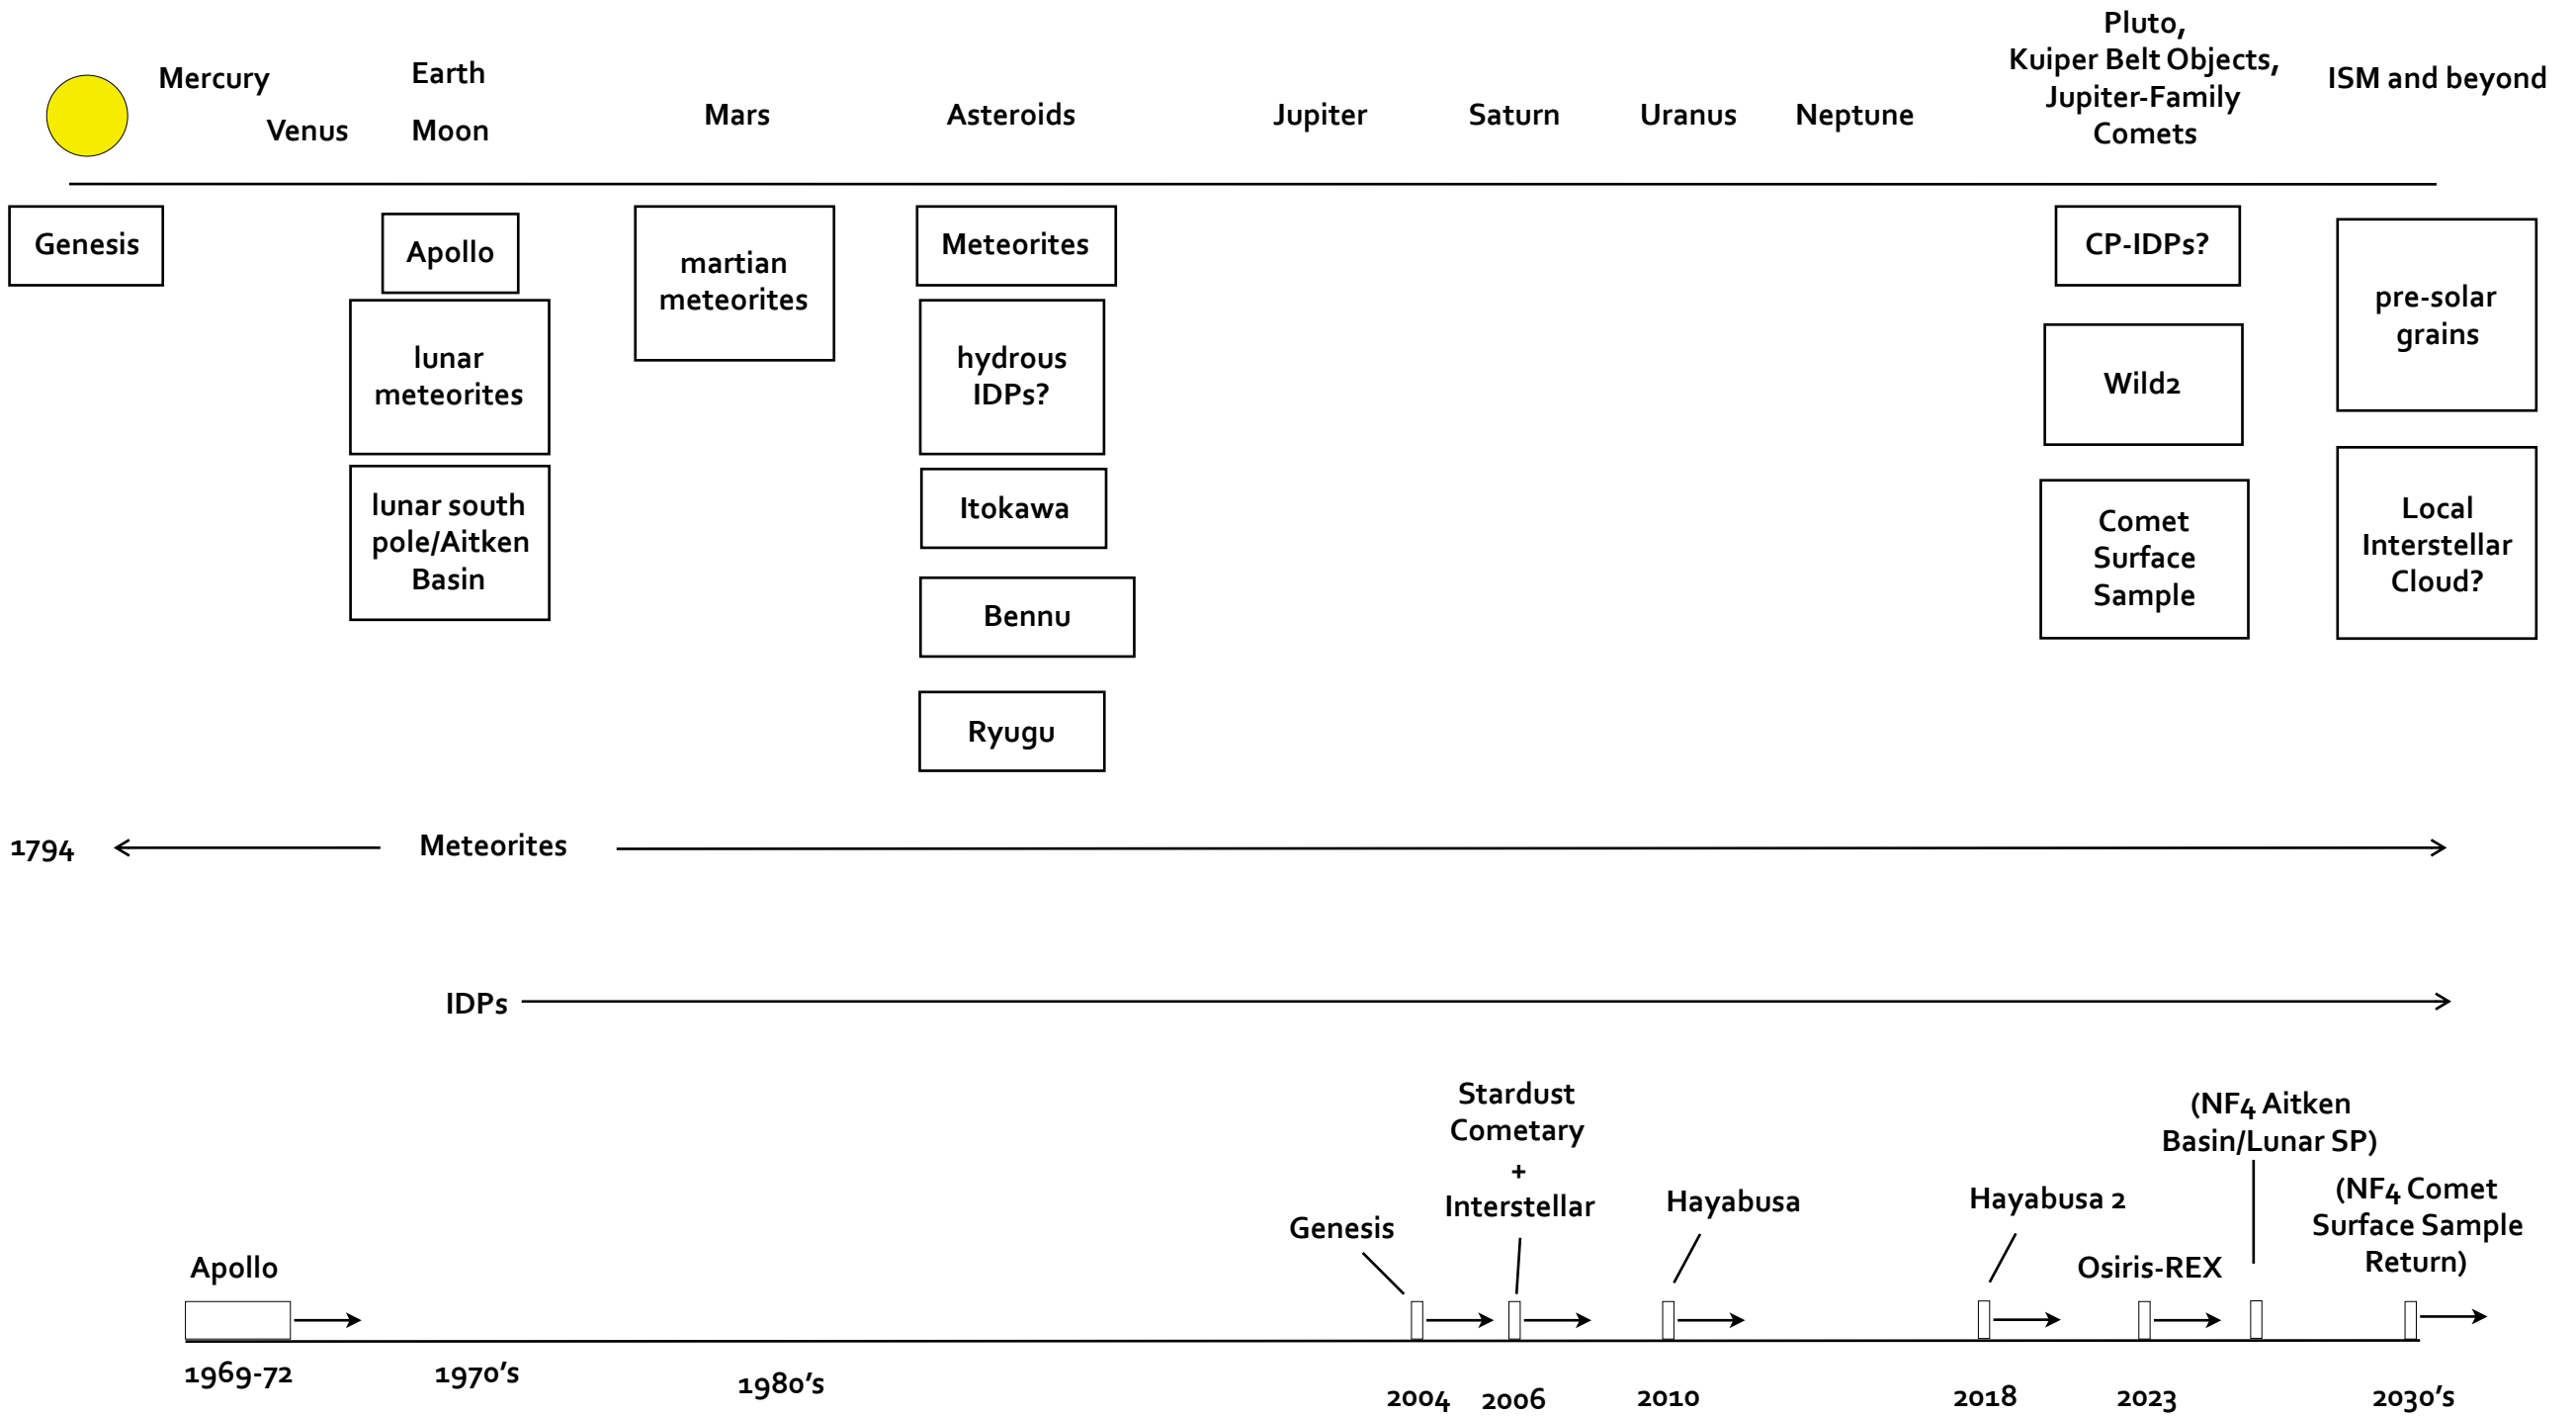 Mercury
Venus
Earth
Moon
Mars
Asteroids
Jupiter
Saturn
Uranus
Neptune
Pluto,
Kuiper Belt Objects,
Jupiter-Family
Comets
ISM and beyond
Genesis
Apollo
lunar
meteorites
lunar south
pole/Aitken
Basin
martian
meteorites
Meteorites
hydrous
IDPs?
Itokawa
Bennu
Ryugu
CP-IDPs?
Wild2
Comet
Surface
Sample
pre-solar
grains
Local
Interstellar
Cloud?
1794
Meteorites
IDPs
Apollo
Genesis
Stardust
Cometary
+
Interstellar
Hayabusa
Hayabusa 2
Osiris-REX
(NF4 Aitken
Basin/Lunar SP)
(NF4 Comet
Surface Sample
Return)
1969-72
1970's
1980's
2004
2006
2010
2018
2023
2030's